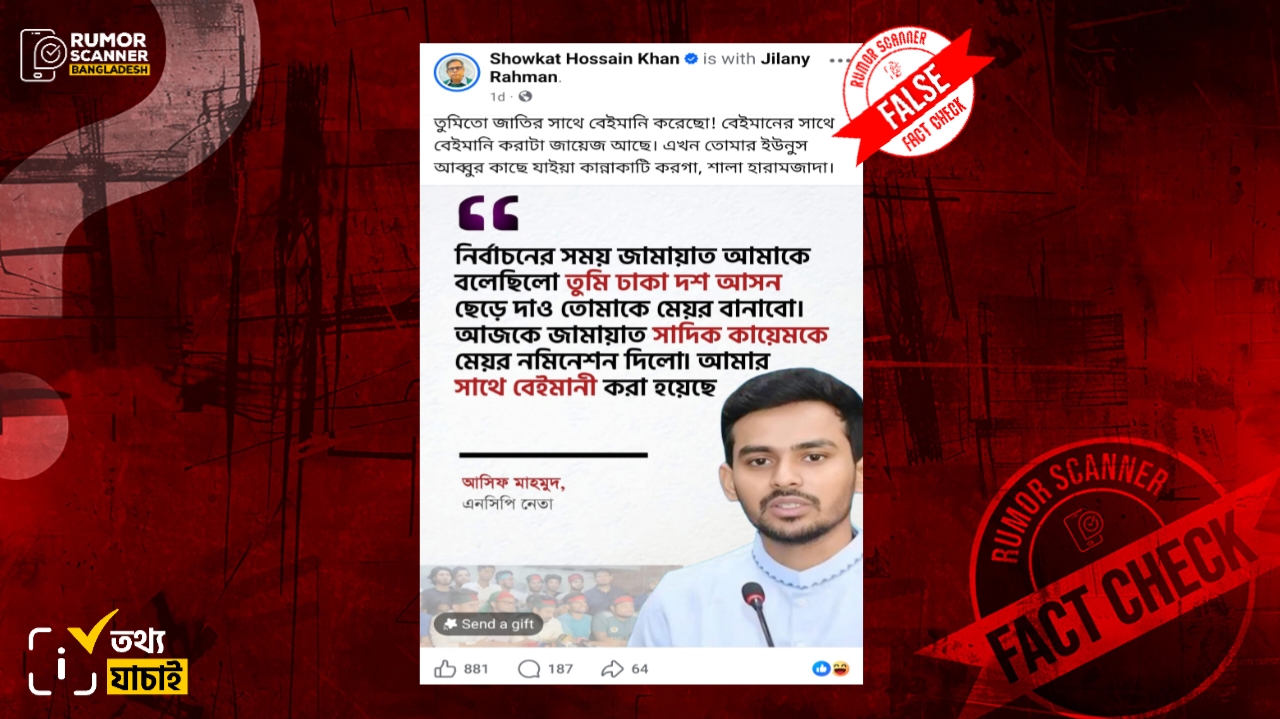 RUMOR
SCANNER
BANGLADESH
Showkat Hossain Khan is with Jilany
Rahman.
1d
তুমিতো জাতির সাথে বেইমানি করেছো! বেইমানের সাথে
বেইমানি করাটা জায়েজ আছে। এখন তোমার ইউনুস
আব্বুর কাছে যাইয়া কান্নাকাটি করগা, শালা হারামজাদা।
RUMOR SCANNER
FALSE
FACT CHECK
নির্বাচনের সময় জামায়াত আমাকে
বলেছিলো তুমি ঢাকা দশ আসন
ছেড়ে দাও তোমাকে মেয়র বানাবো।
আজকে জামায়াত সাদিক কায়েমকে
মেয়র নমিনেশন দিলো। আমার
সাথে বেইমানী করা হয়েছে
আসিফ মাহমুদ,
এনসিপি নেতা
Send a gift
881 187 64
RUMOR SCANNER
FACT CHECK
তথ্য
যাচাই